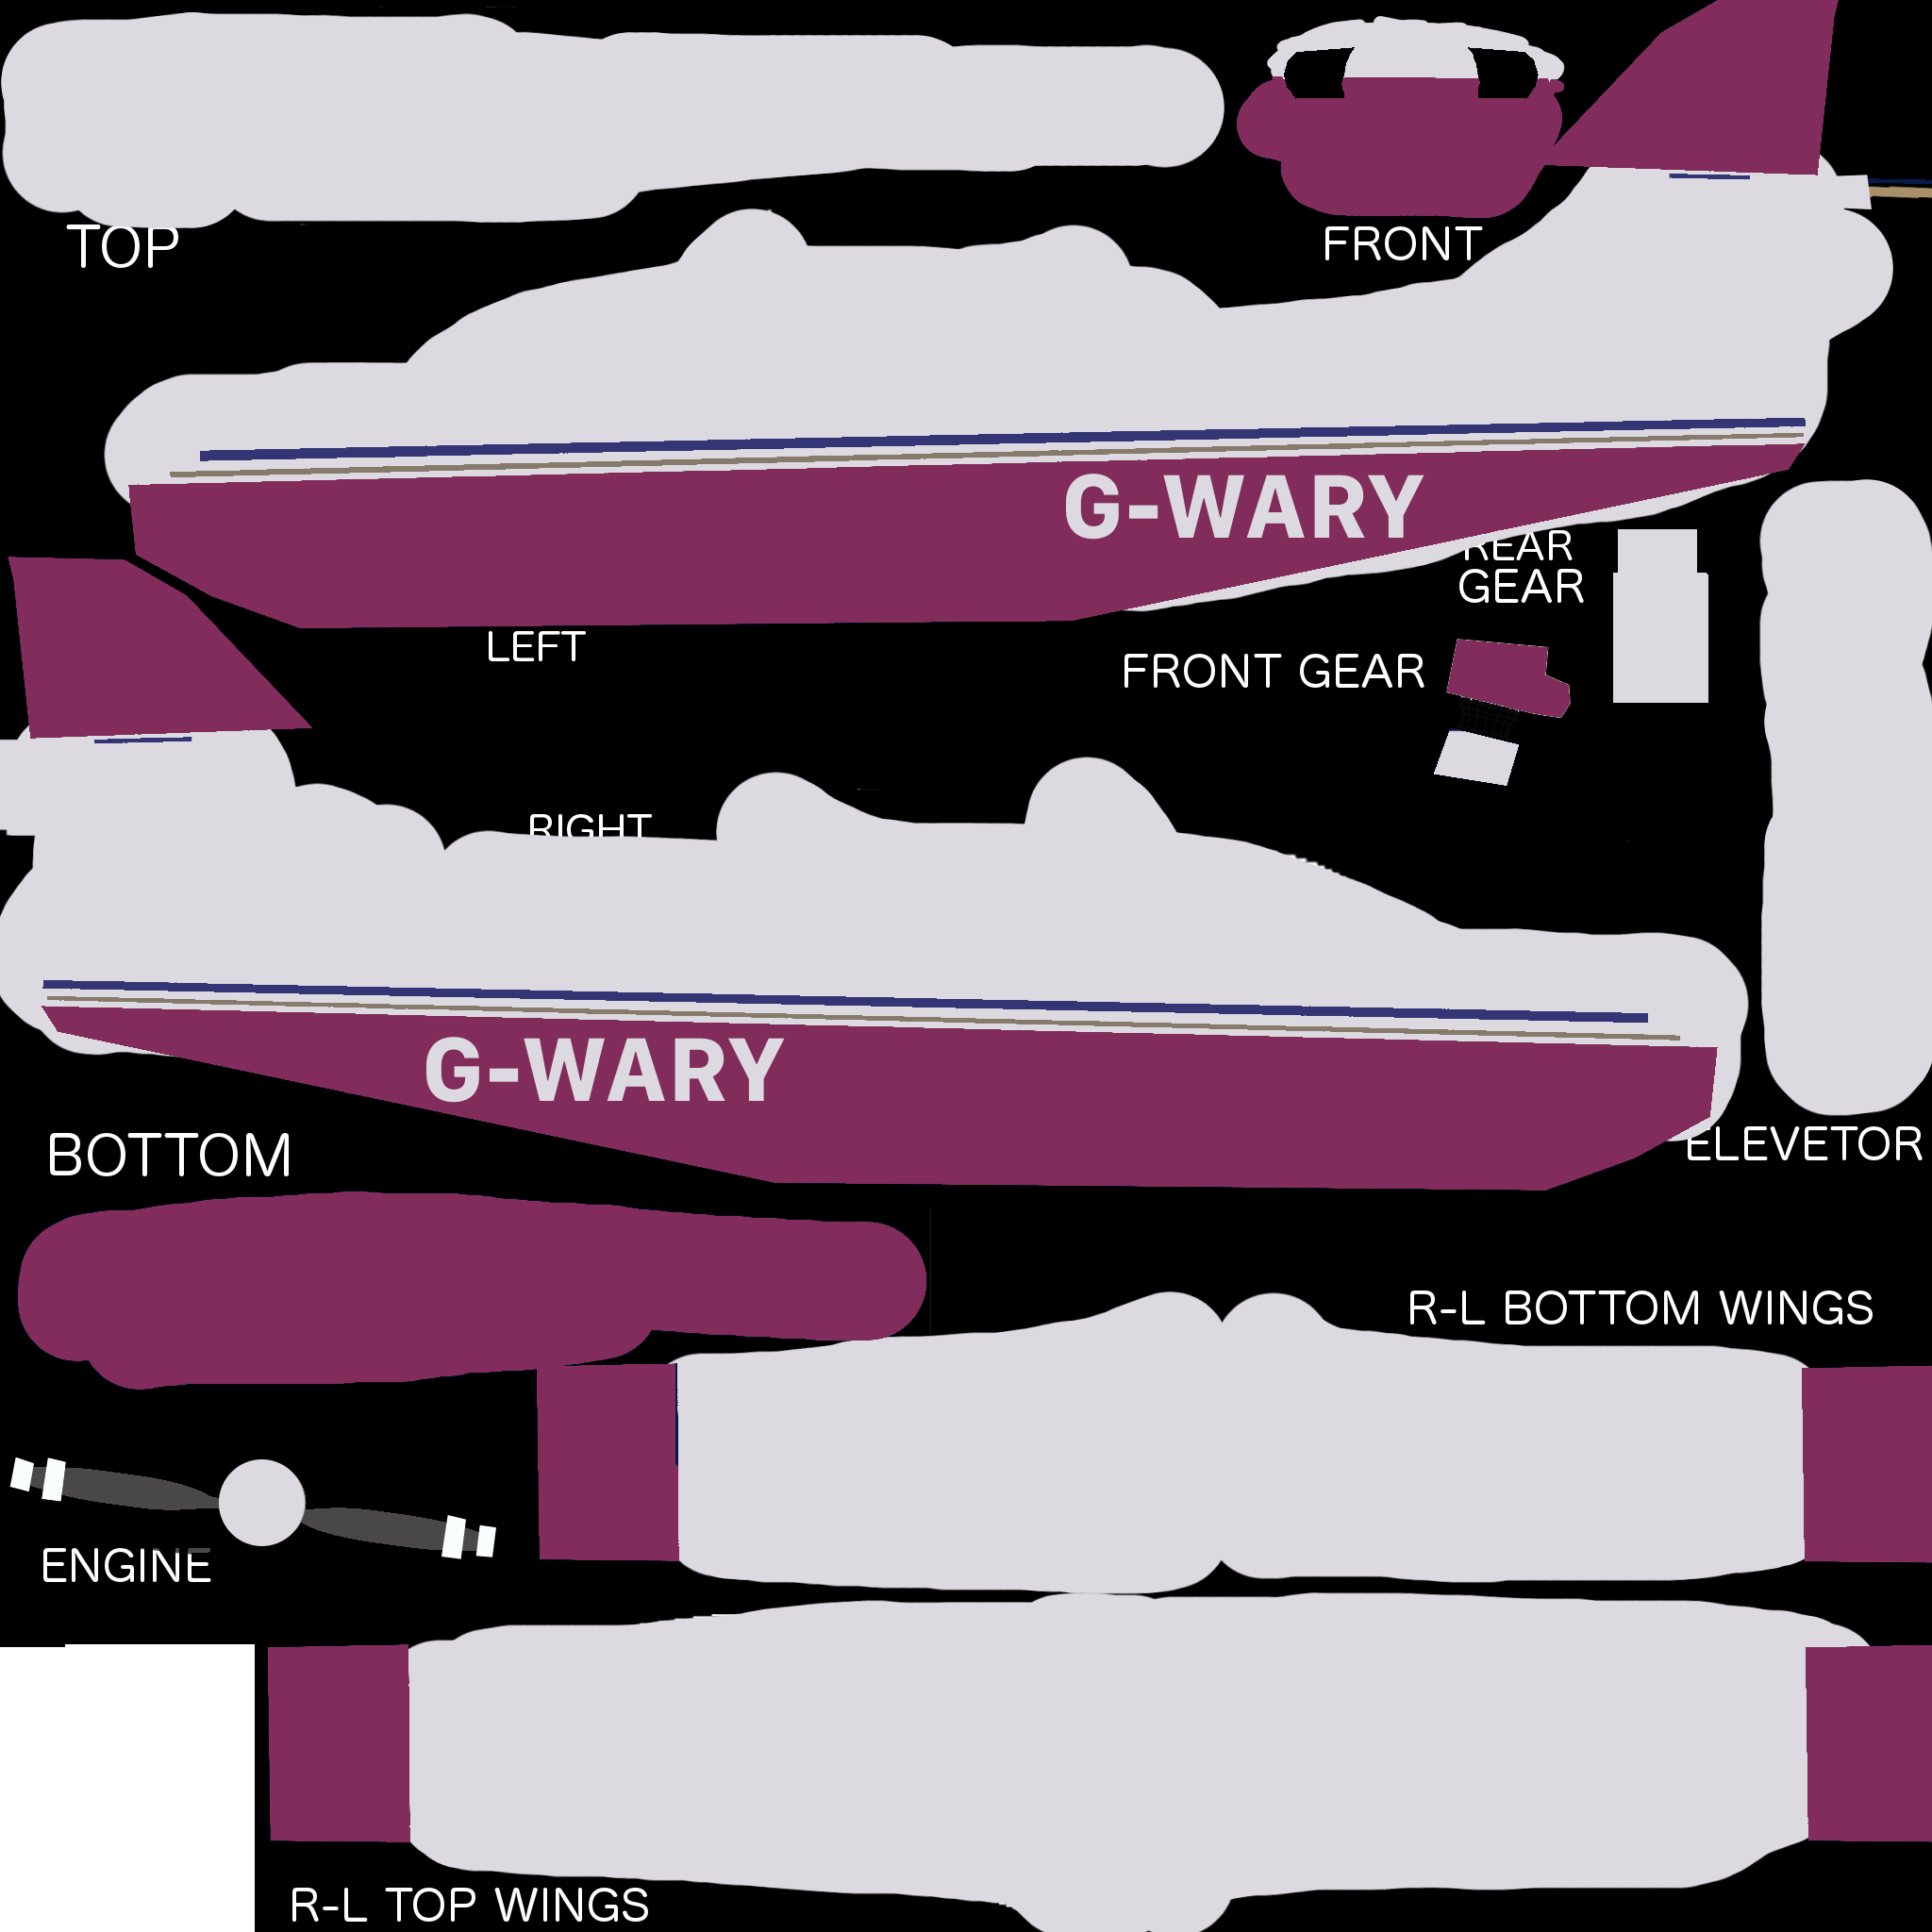 TOP
FRONT
G-WARY
REAR
GEAR
LEFT
FRONT GEAR
RIGHT
G-WARY
BOTTOM
ELEVETOR
R-L BOTTOM WINGS
ENGINE
R-L TOP WINGS